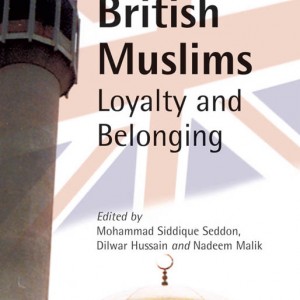 British
Muslims
Loyalty and
Belonging
Edited by
Mohammad Siddique Seddon,
Dilwar Hussain and Nadeem Malik